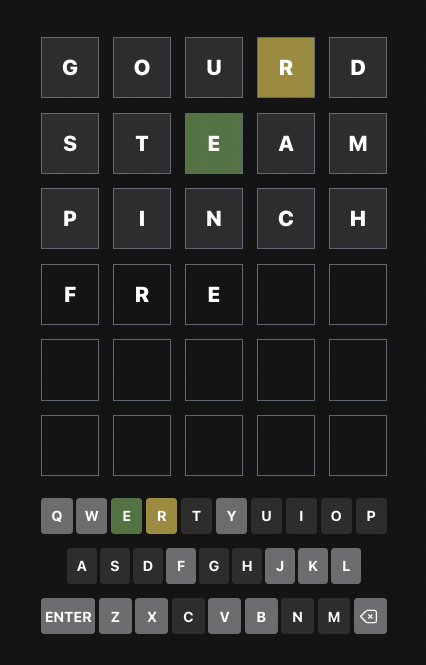 G O U R D
S T E A M
P I N C H
F R E
Q W E R T Y U I O P
A S D F G H J K L
ENTER Z X C V B N M